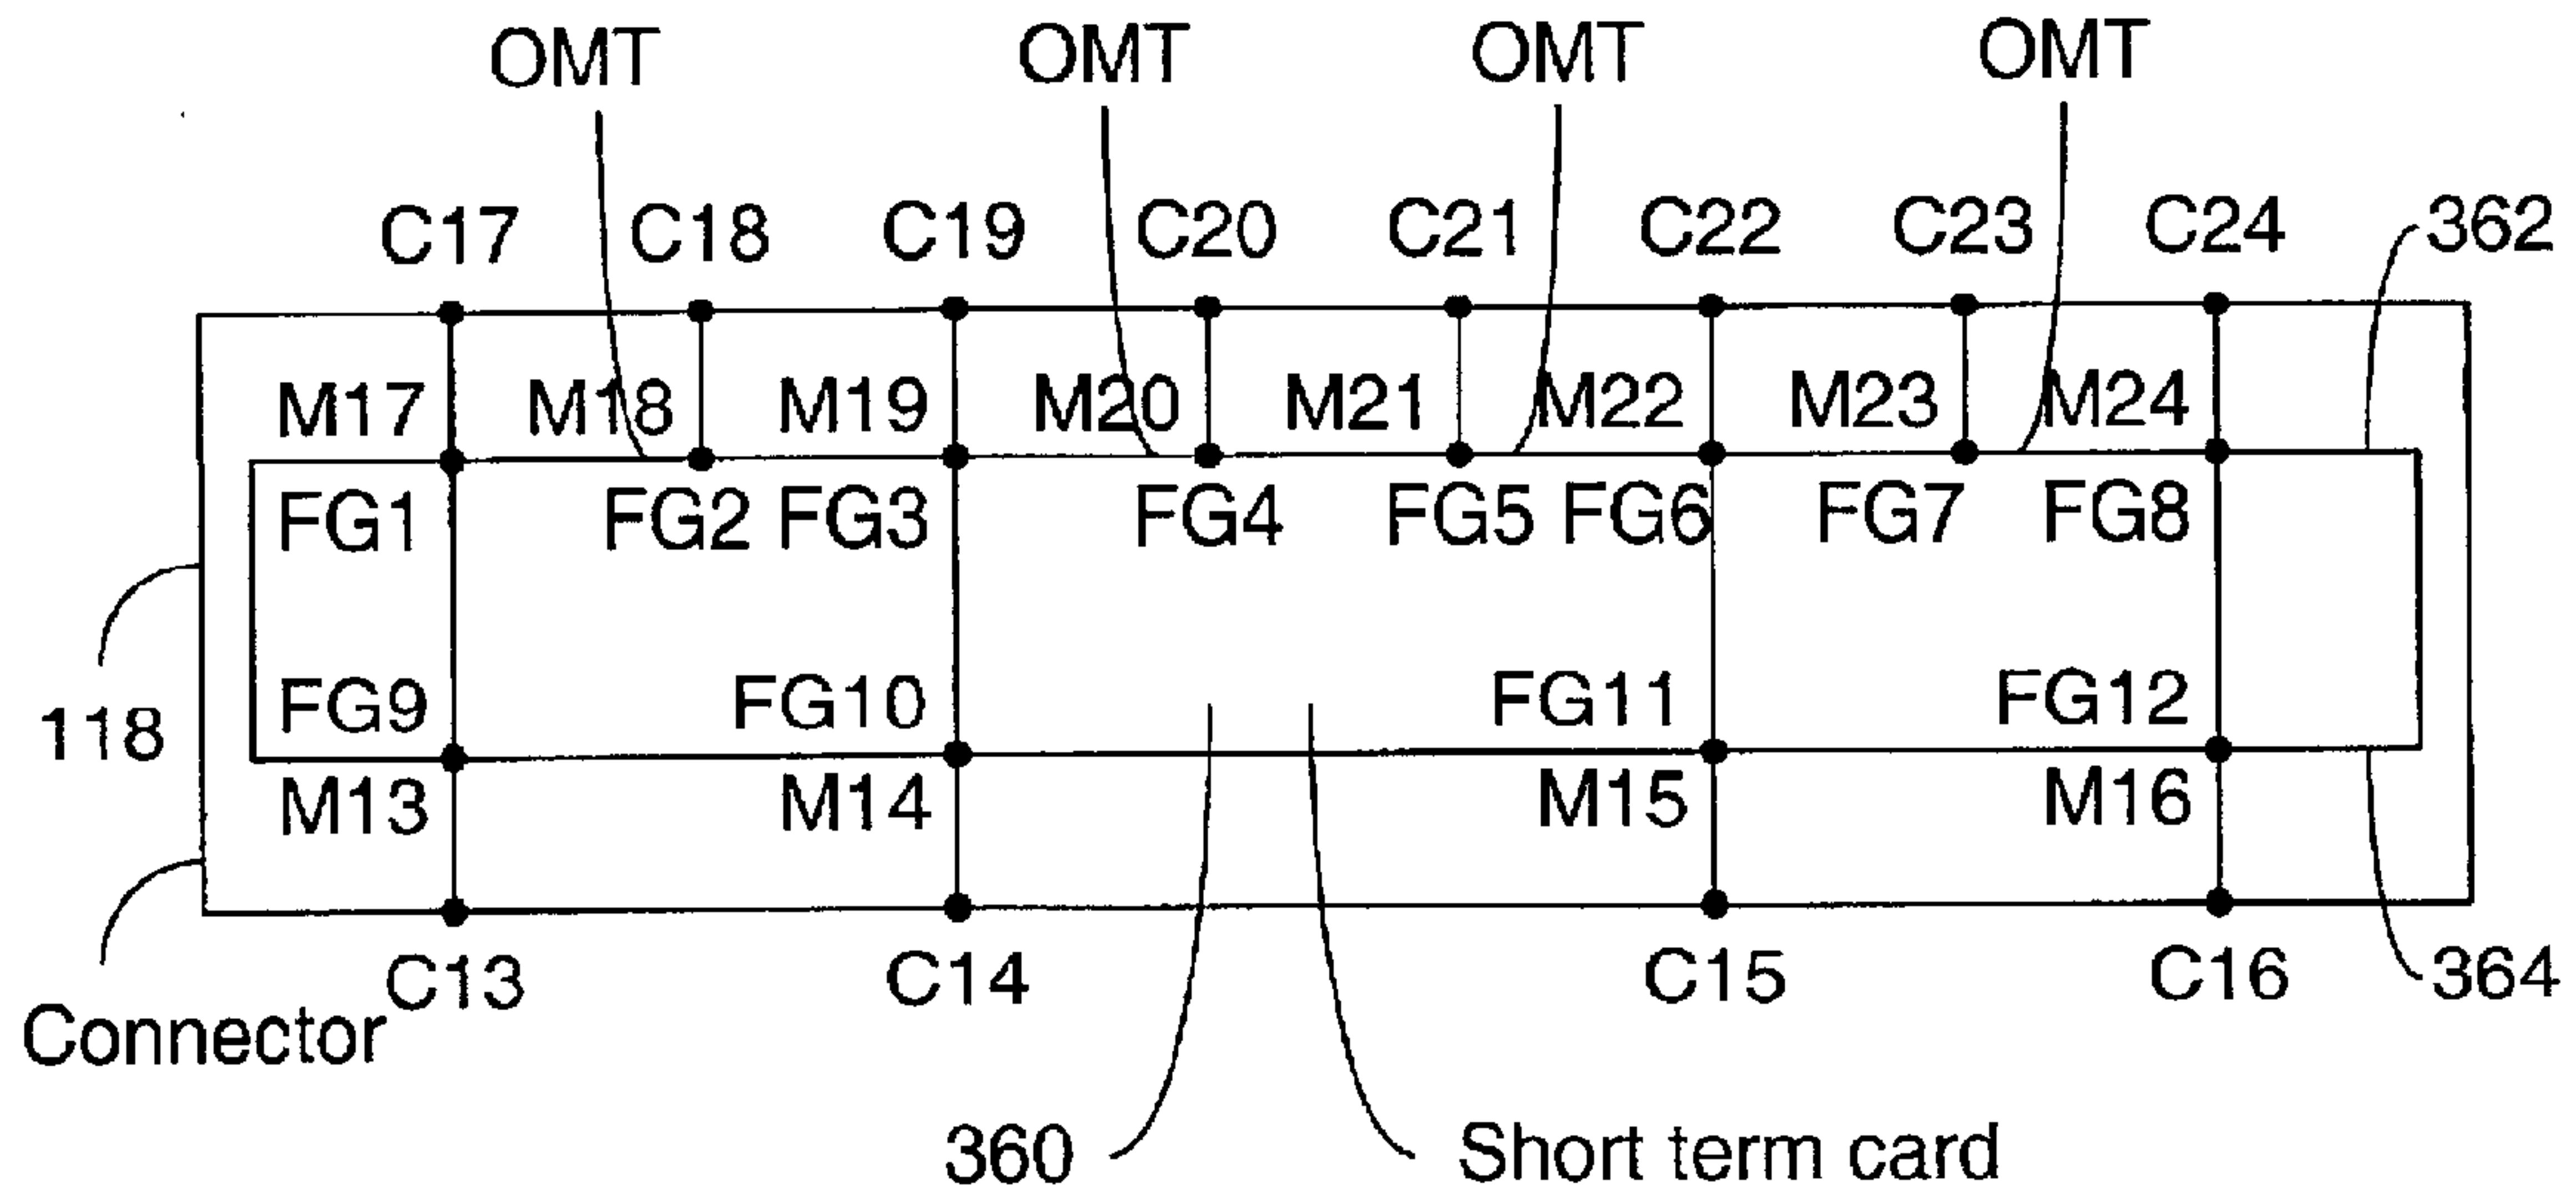 OMT OMT OMT OMT
C17 C18 C19 C20 C21 C22 C23 C24 362
M17 M18 M19 M20 M21 M22 M23 M24
FG1 FG2 FG3 FG4 FG5 FG6 FG7 FG8
118 FG9 FG10 FG11 FG12
M13 M14 M15 M16
C13 C14 C15 C16 364
Connector
360 Short term card